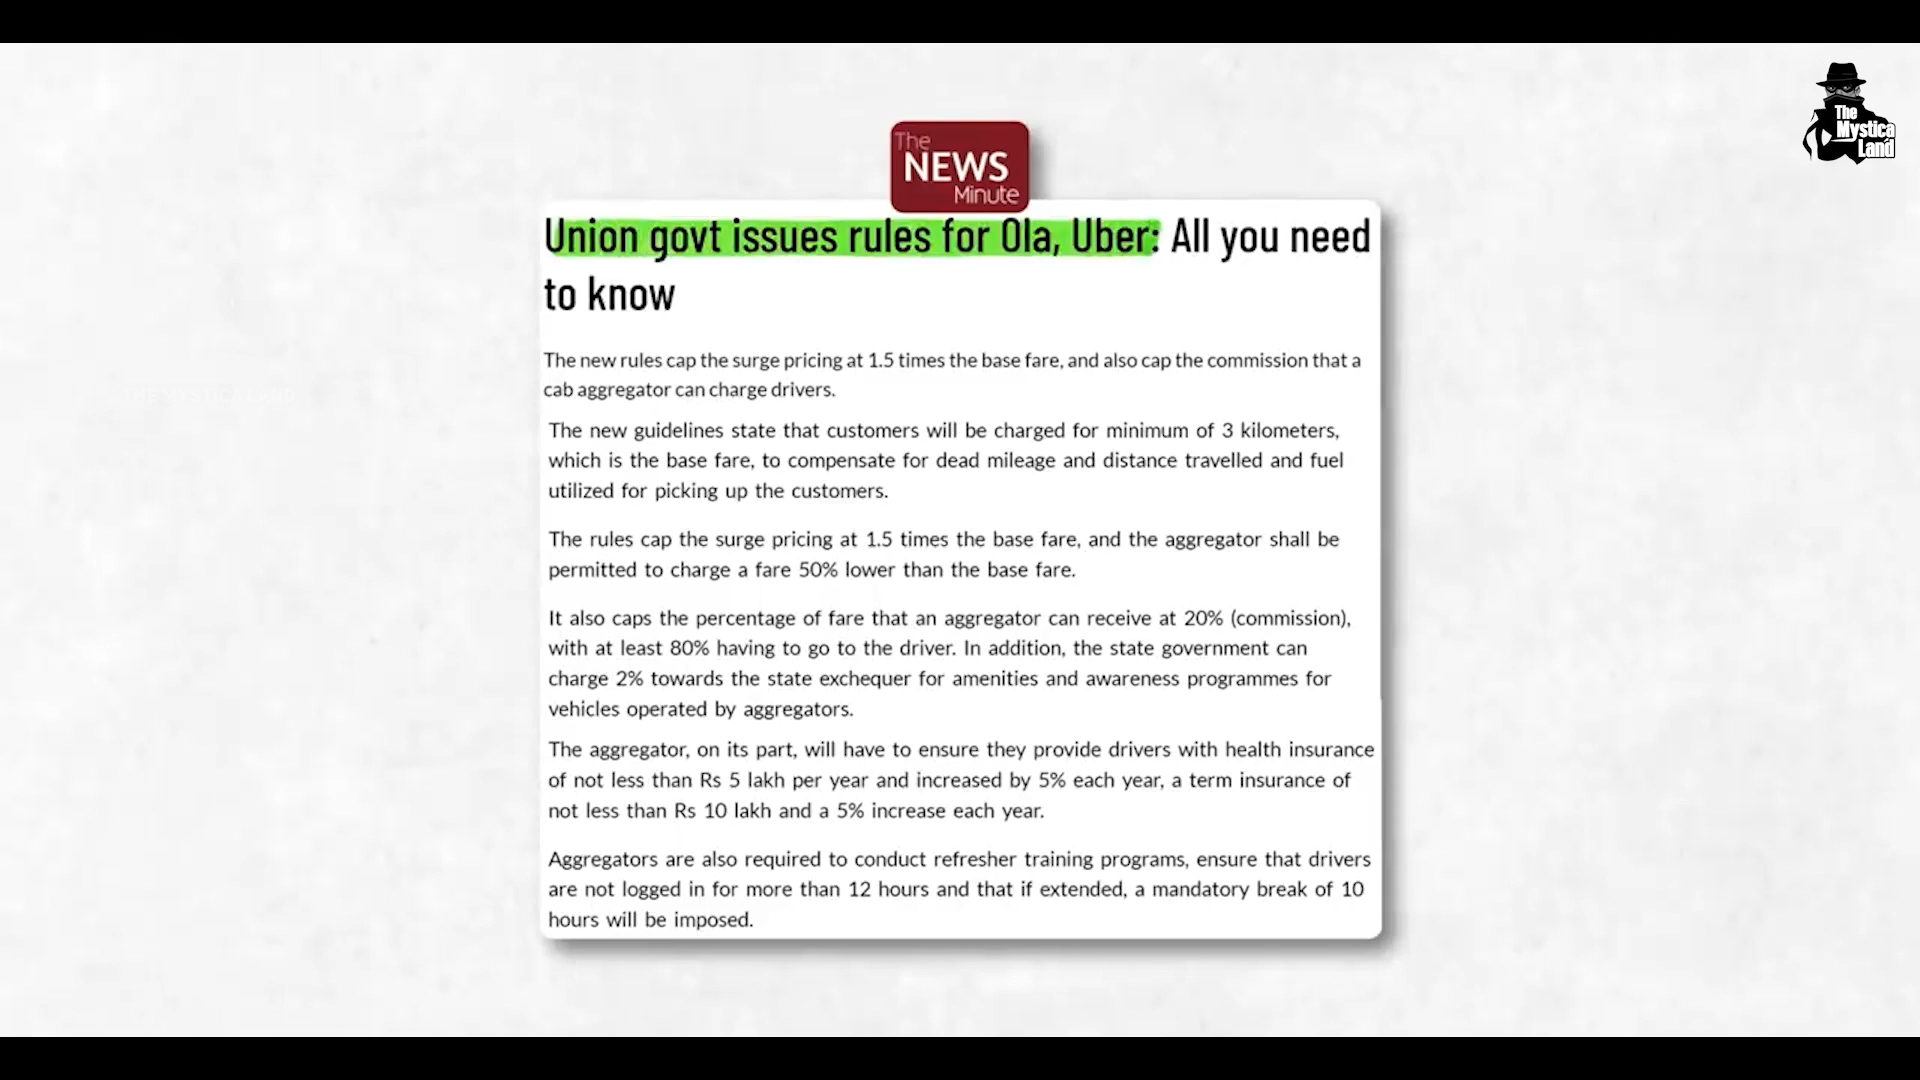 The
Mystica
Land
The
NEWS
Minute
Union govt issues rules for Ola, Uber: All you need
to know
The new rules cap the surge pricing at 1.5 times the base fare, and also cap the commission that a
cab aggregator can charge drivers.
The new guidelines state that customers will be charged for minimum of 3 kilometers,
which is the base fare, to compensate for dead mileage and distance travelled and fuel
utilized for picking up the customers.
The rules cap the surge pricing at 1.5 times the base fare, and the aggregator shall be
permitted to charge a fare 50% lower than the base fare.
It also caps the percentage of fare that an aggregator can receive at 20% (commission),
with at least 80% having to go to the driver. In addition, the state government can
charge 2% towards the state exchequer for amenities and awareness programmes for
vehicles operated by aggregators.
The aggregator, on its part, will have to ensure they provide drivers with health insurance
of not less than Rs 5 lakh per year and increased by 5% each year, a term insurance of
not less than Rs 10 lakh and a 5% increase each year.
Aggregators are also required to conduct refresher training programs, ensure that drivers
are not logged in for more than 12 hours and that if extended, a mandatory break of 10
hours will be imposed.